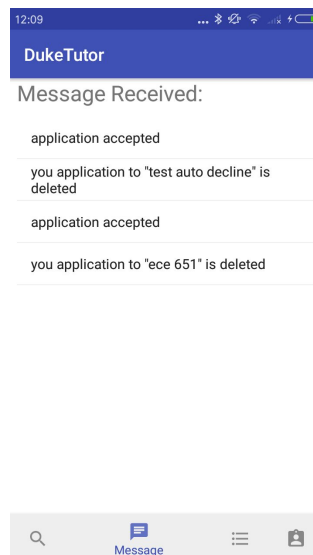 12:09
DukeTutor
Message Received:
application accepted
you application to "test auto decline" is
deleted
application accepted
you application to "ece 651" is deleted
Message